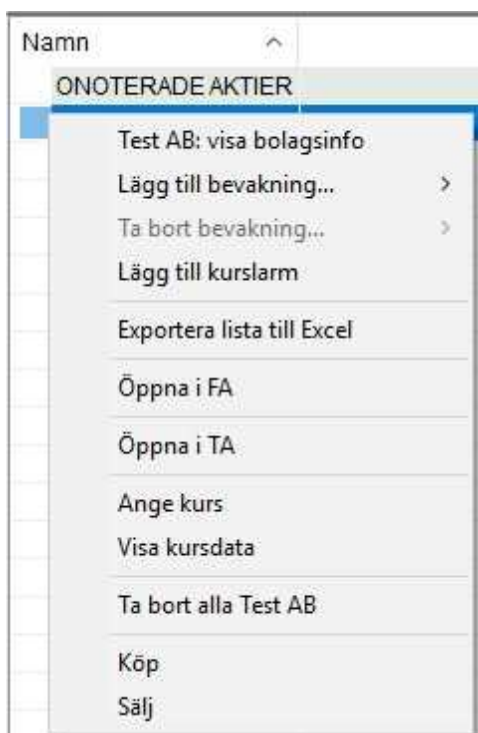 Namn
ONOTERADE AKTIER
Test AB: visa bolagsinfo
Lägg till bevakning...
Ta bort bevakning...
Lägg till kurslarm
Exportera lista till Excel
Öppna i FA
Öppna i TA
Ange kurs
Visa kursdata
Ta bort alla Test AB
Köp
Sälj